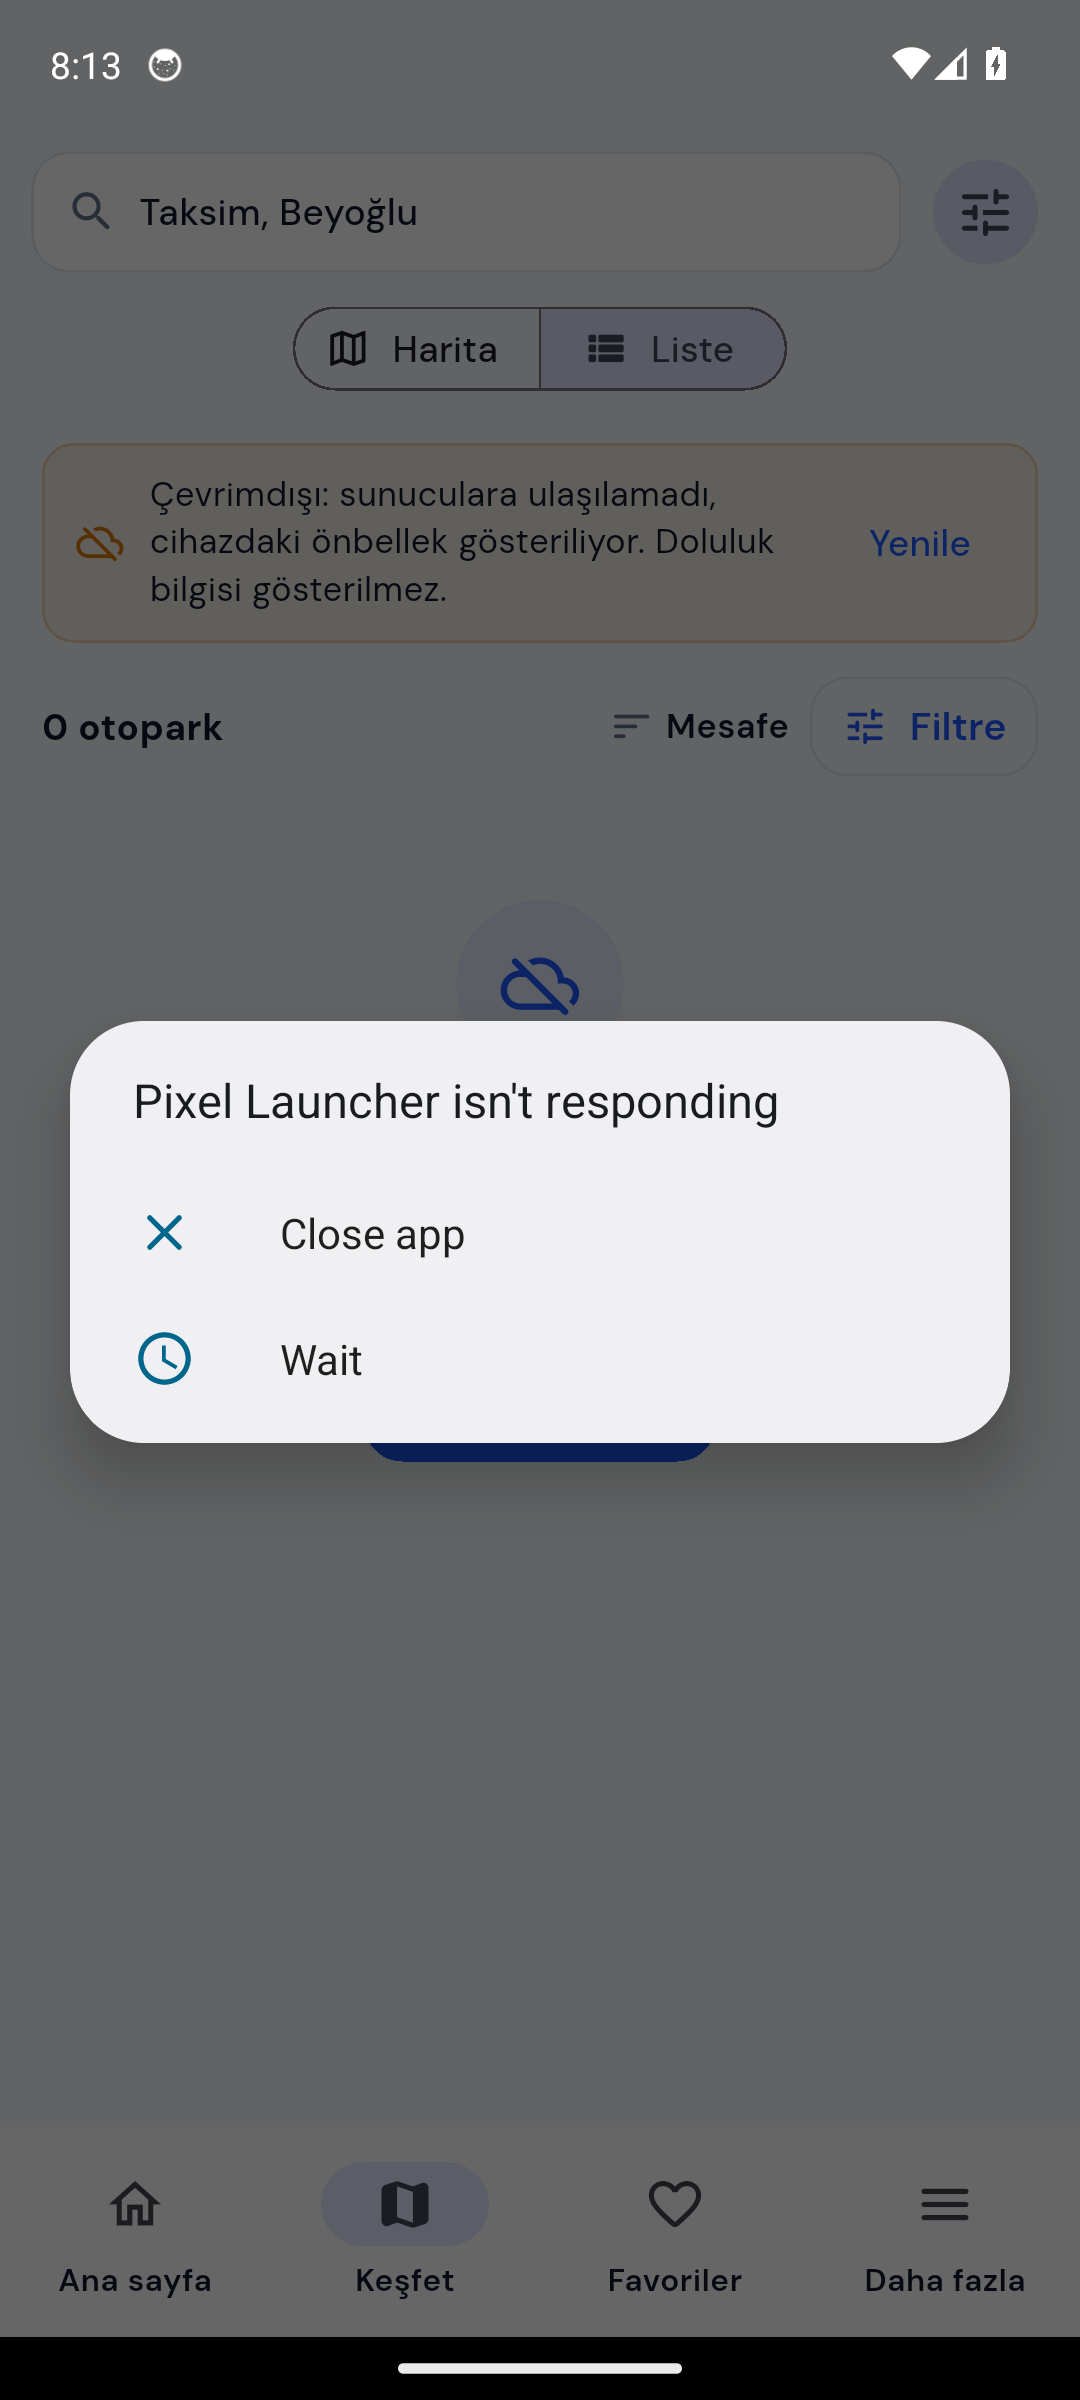 8:13
Taksim, Beyoğlu
Harita
Liste
Çevrimdışı: sunuculara ulaşılamadı,
cihazdaki önbellek gösteriliyor. Doluluk
bilgisi gösterilmez.
Yenile
0 otopark
Mesafe
Filtre
Pixel Launcher isn't responding
Close app
Wait
Ana sayfa
Keşfet
Favoriler
Daha fazla